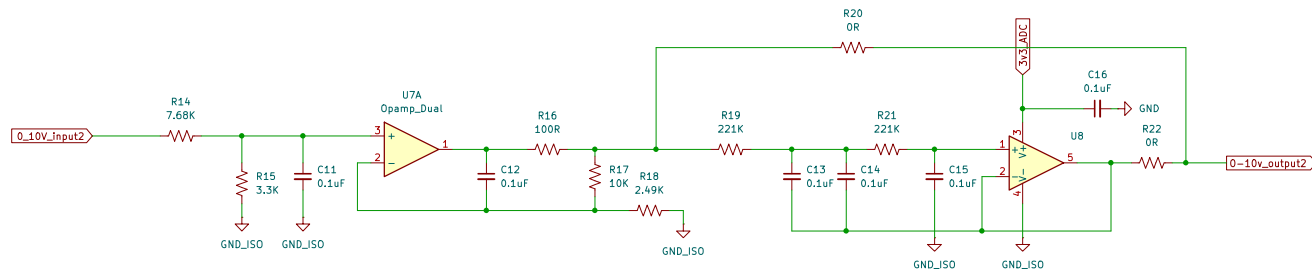 R20
0R
3v3_ADC
C16
0.1uF
GND
U7A
Opamp_Dual
R14
7.68K
R16
100R
R19
221K
R21
221K
U8
R22
0R
0_10V_input2
3
+
2
-
1
1
+
2
-
3
V+
V-
4
5
0-10v_output2
R15
3.3K
C11
0.1uF
C12
0.1uF
R17
10K
R18
2.49K
C13
0.1uF
C14
0.1uF
C15
0.1uF
GND_ISO
GND_ISO
GND_ISO
GND_ISO
GND_ISO